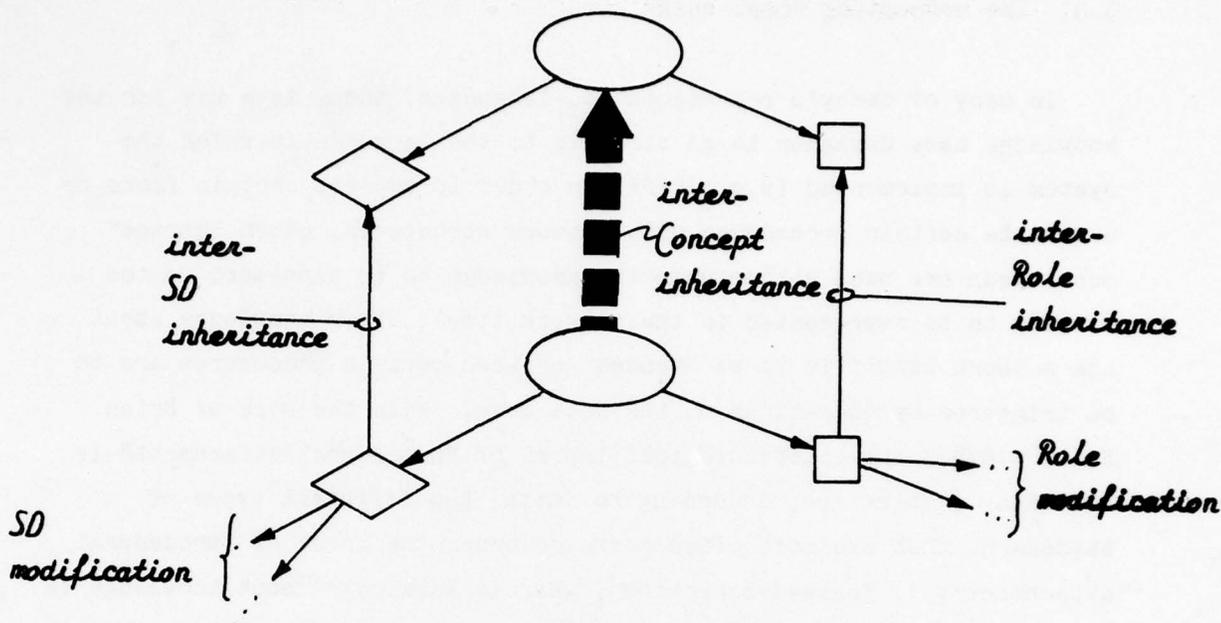 inter-
SD
inheritance
inter-
Concept
inheritance
inter-
Role
inheritance
SD
modification
Role
modification